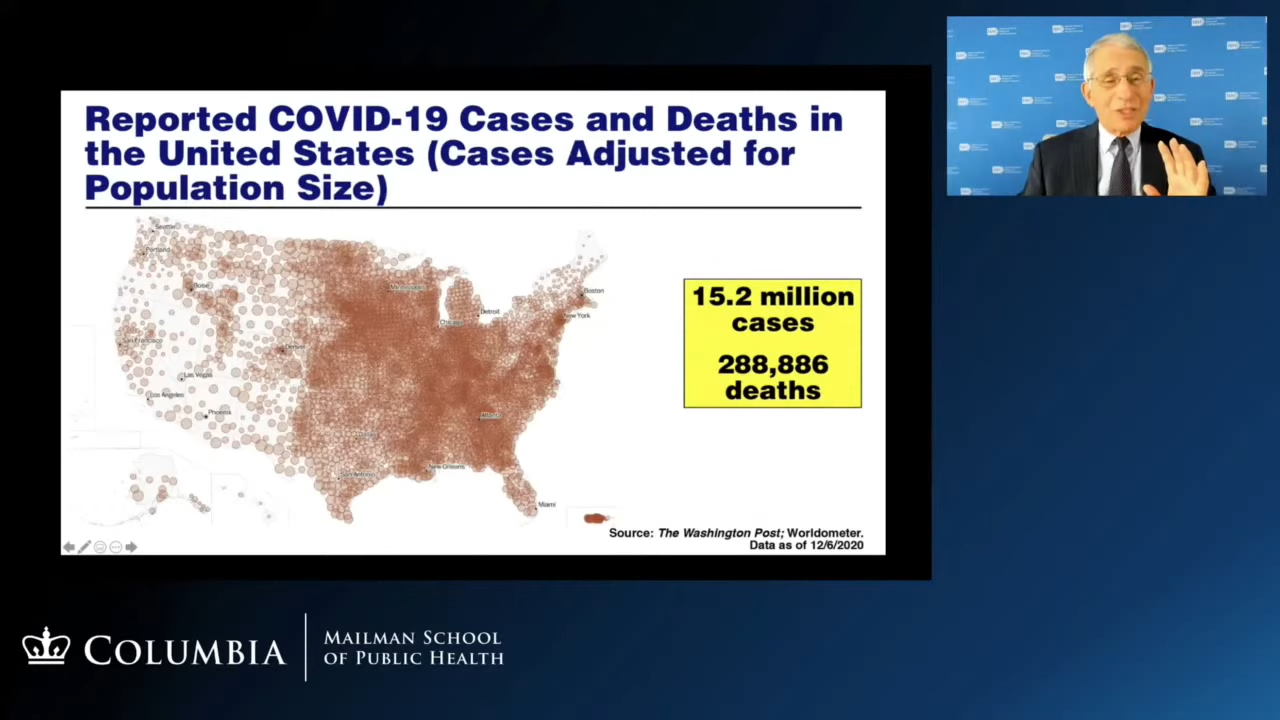 Reported COVID-19 Cases and Deaths in
the United States (Cases Adjusted for
Population Size)
Seattle
Portland
Boise
Minneapolis
Boston
Detroit
New York
Chicago
San Francisco
Denver
Las Vegas
Los Angeles
Phoenix
Atlanta
San Antonio
New Orleans
Miami
15.2 million
cases
288,886
deaths
Source: The Washington Post; Worldometer.
Data as of 12/6/2020
COLUMBIA
MAILMAN SCHOOL
OF PUBLIC HEALTH